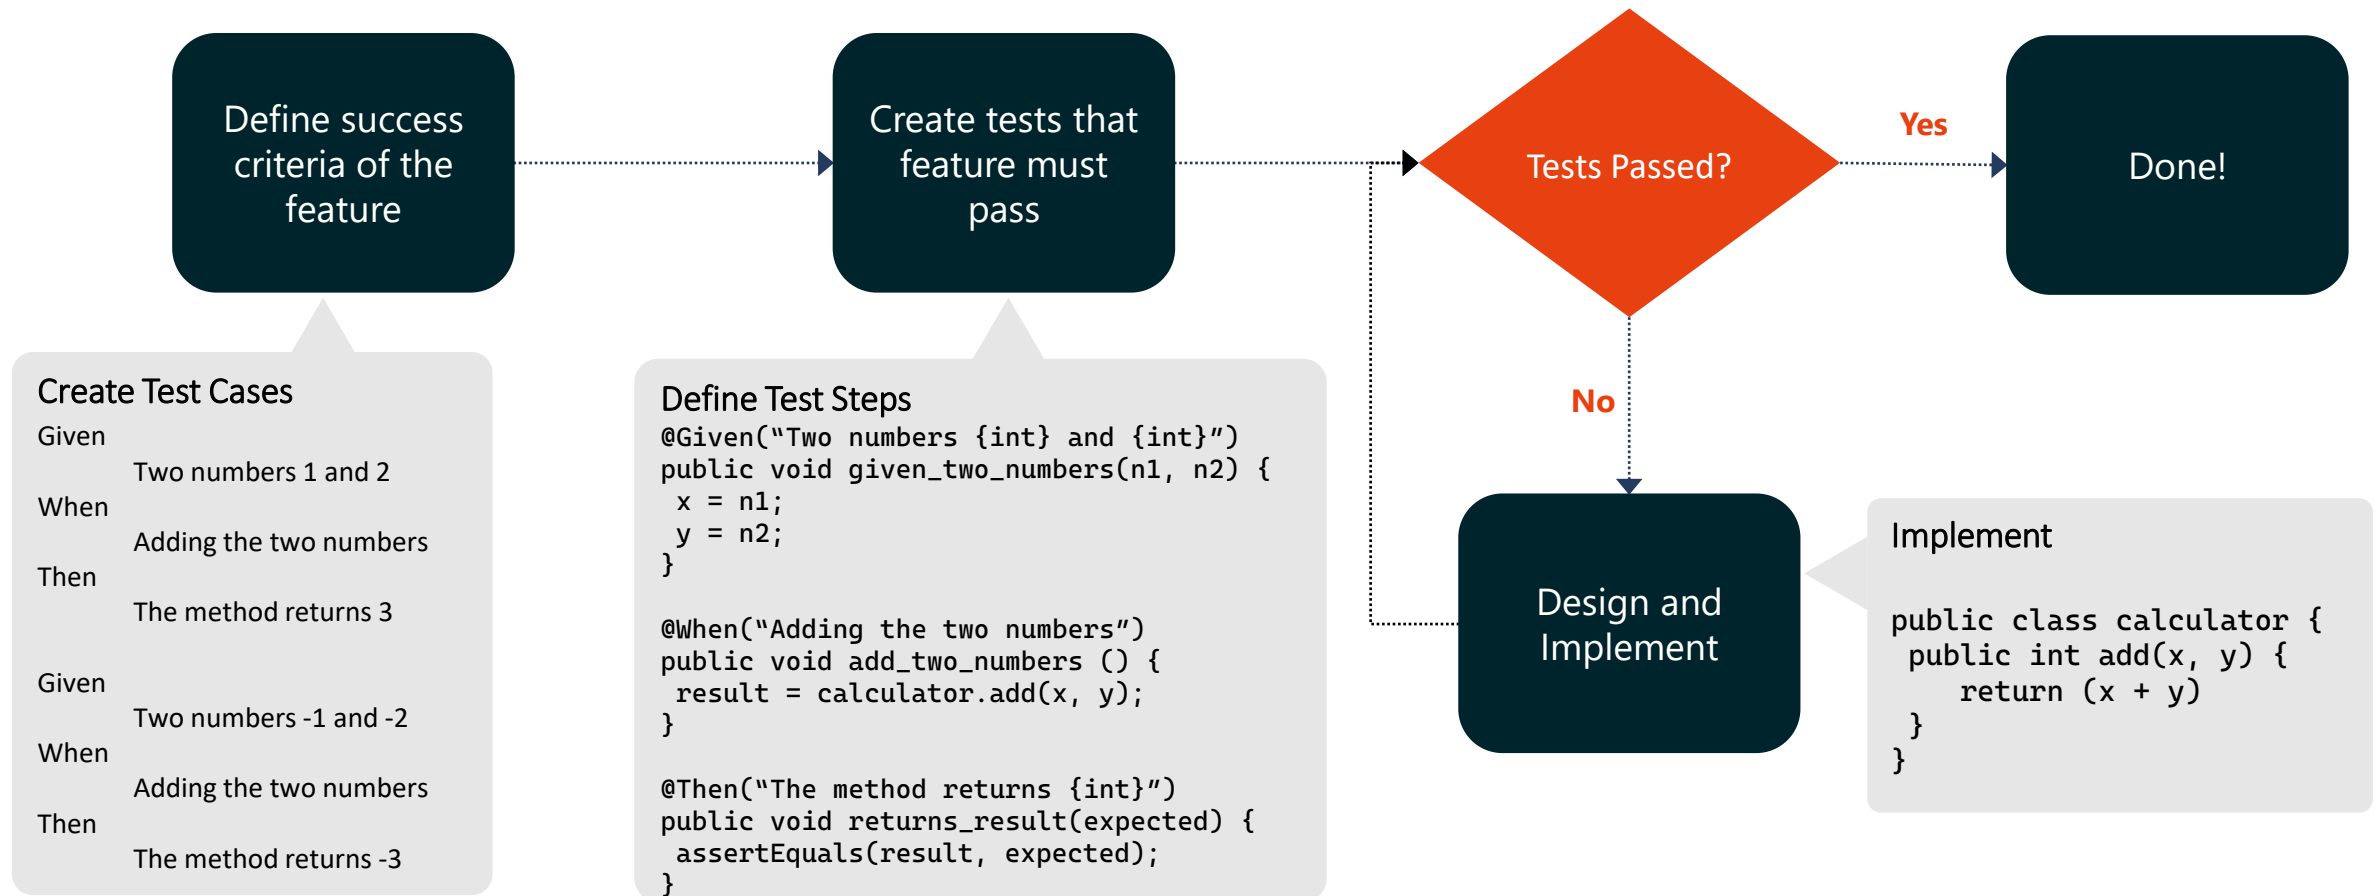 Define success
criteria of the
feature
Create tests that
feature must
pass
Tests Passed?
Yes
Done!
No
Design and
Implement
Create Test Cases
Given
Two numbers 1 and 2
When
Adding the two numbers
Then
The method returns 3
Given
Two numbers -1 and -2
When
Adding the two numbers
Then
The method returns -3
Define Test Steps
@Given(“Two numbers {int} and {int}”)
public void given_two_numbers(n1, n2) {
x = n1;
y = n2;
}
@When(“Adding the two numbers”)
public void add_two_numbers () {
result = calculator.add(x, y);
}
@Then(“The method returns {int}”)
public void returns_result(expected) {
assertEquals(result, expected);
}
Implement
public class calculator {
public int add(x, y) {
return (x + y)
}
}